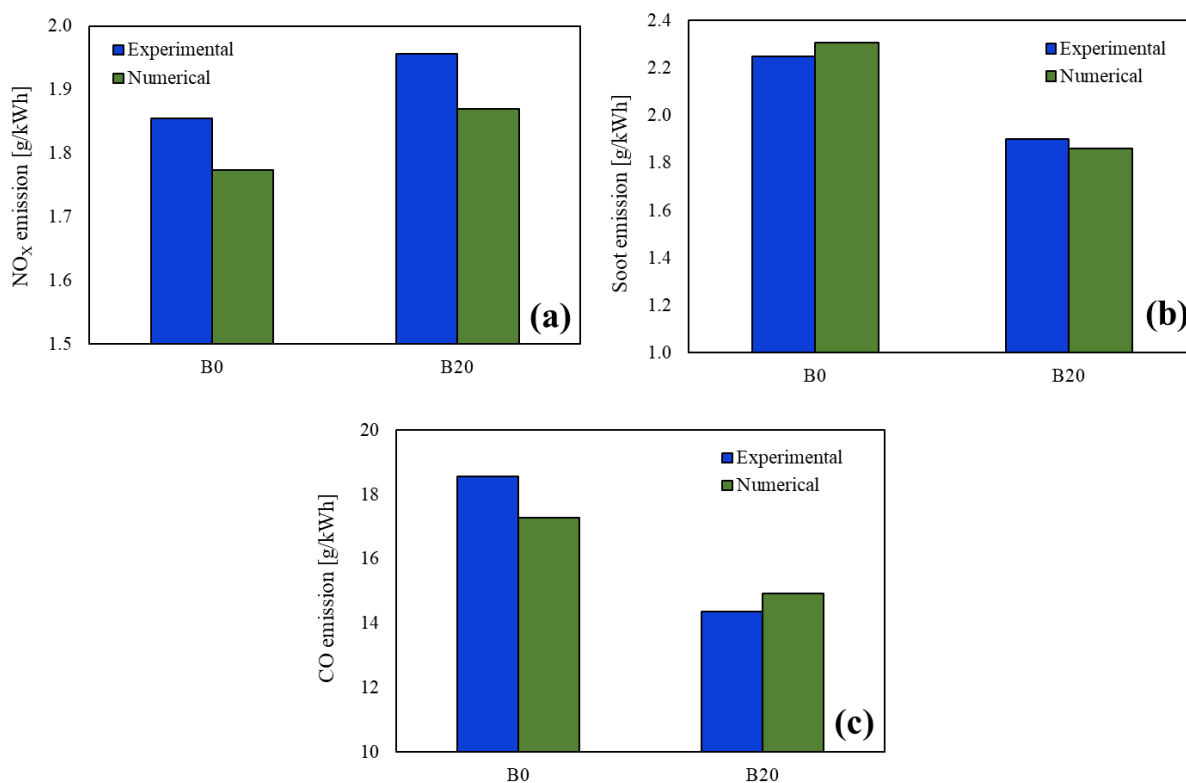 NOX emission [g/kWh]
2.0
1.9
1.8
1.7
1.6
1.5
Experimental
Numerical
B0
B20
(a)
Soot emission [g/kWh]
2.4
2.2
2.0
1.8
1.6
1.4
1.2
1.0
Experimental
Numerical
B0
B20
(b)
CO emission [g/kWh]
20
18
16
14
12
10
Experimental
Numerical
B0
B20
(c)